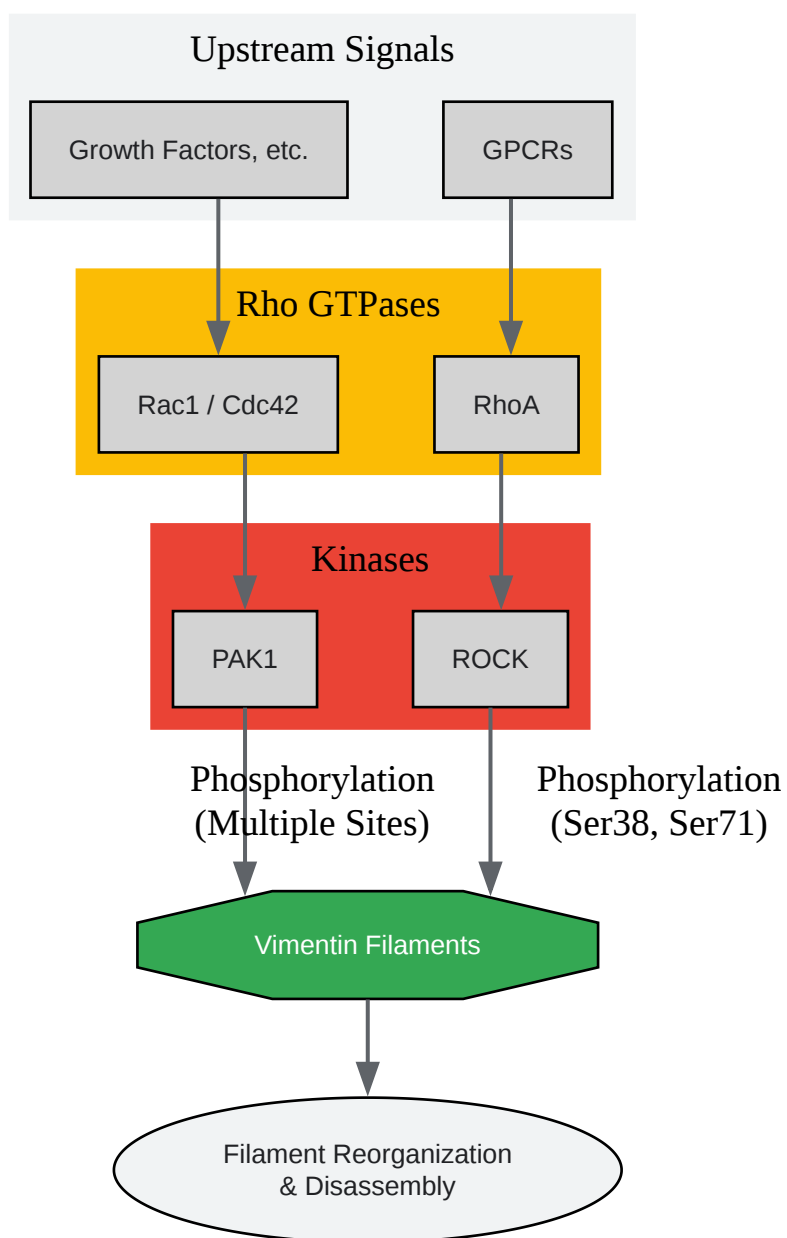 Upstream Signals
Growth Factors, etc.
GPCRs
Rho GTPases
Rac1 / Cdc42
RhoA
Kinases
PAK1
ROCK
Phosphorylation
(Multiple Sites)
Phosphorylation
(Ser38, Ser71)
Vimentin Filaments
Filament Reorganization
& Disassembly